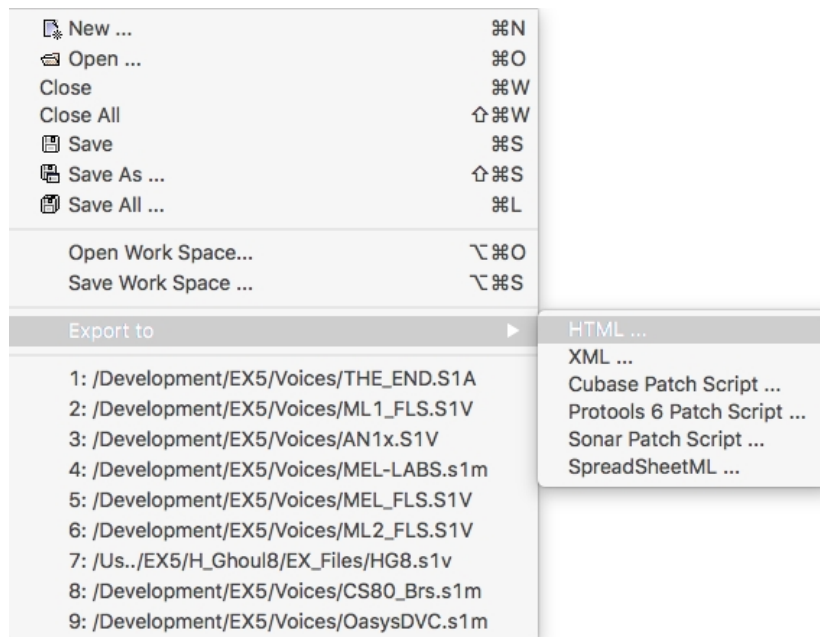 New ... ⌘N
Open ... ⌘O
Close ⌘W
Close All ⇧⌘W
Save ⌘S
Save As ... ⇧⌘S
Save All ... ⌘L
Open Work Space... ⌥⌘O
Save Work Space ... ⌥⌘S
Export to ▶
HTML ...
XML ...
Cubase Patch Script ...
Protools 6 Patch Script ...
Sonar Patch Script ...
SpreadSheetML ...
1: /Development/EX5/Voices/THE_END.S1A
2: /Development/EX5/Voices/ML1_FLS.S1V
3: /Development/EX5/Voices/AN1x.S1V
4: /Development/EX5/Voices/MEL-LABS.s1m
5: /Development/EX5/Voices/MEL_FLS.S1V
6: /Development/EX5/Voices/ML2_FLS.S1V
7: /Us../EX5/H_Ghoul8/EX_Files/HG8.s1v
8: /Development/EX5/Voices/CS80_Brs.s1m
9: /Development/EX5/Voices/OasysDVC.s1m